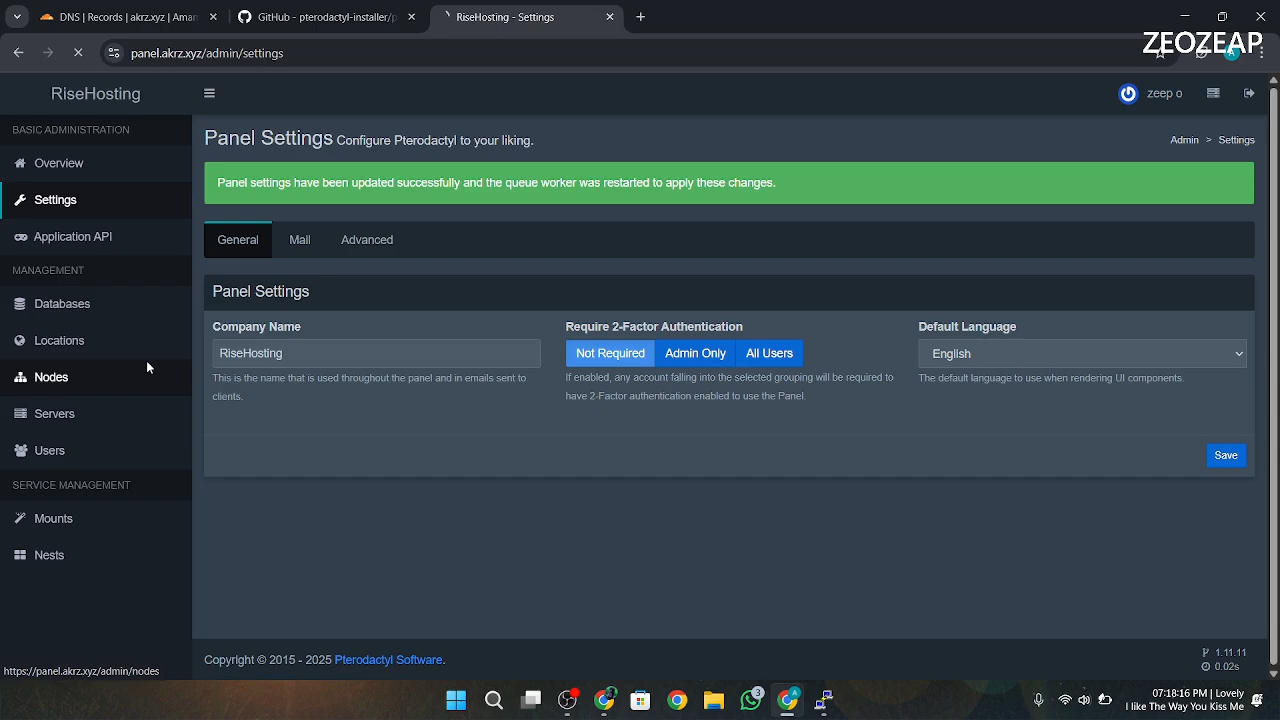 DNS | Records | akrz.xyz | Aman
GitHub - pterodactyl-installer/p
RiseHosting - Settings
panel.akrz.xyz/admin/settings
ZEOZEAP
RiseHosting
zeep o
BASIC ADMINISTRATION
Overview
Settings
Application API
MANAGEMENT
Databases
Locations
Nodes
Servers
Users
SERVICE MANAGEMENT
Mounts
Nests
Panel Settings Configure Pterodactyl to your liking.
Admin > Settings
Panel settings have been updated successfully and the queue worker was restarted to apply these changes.
General
Mail
Advanced
Panel Settings
Company Name
RiseHosting
This is the name that is used throughout the panel and in emails sent to
clients.
Require 2-Factor Authentication
Not Required
Admin Only
All Users
If enabled, any account falling into the selected grouping will be required to
have 2-Factor authentication enabled to use the Panel.
Default Language
English
The default language to use when rendering UI components.
Save
Copyright © 2015 - 2025 Pterodactyl Software.
1.11.11
0.02s
https://panel.akrz.xyz/admin/nodes
3
A
07:18:16 PM | Lovely
I like The Way You Kiss Me